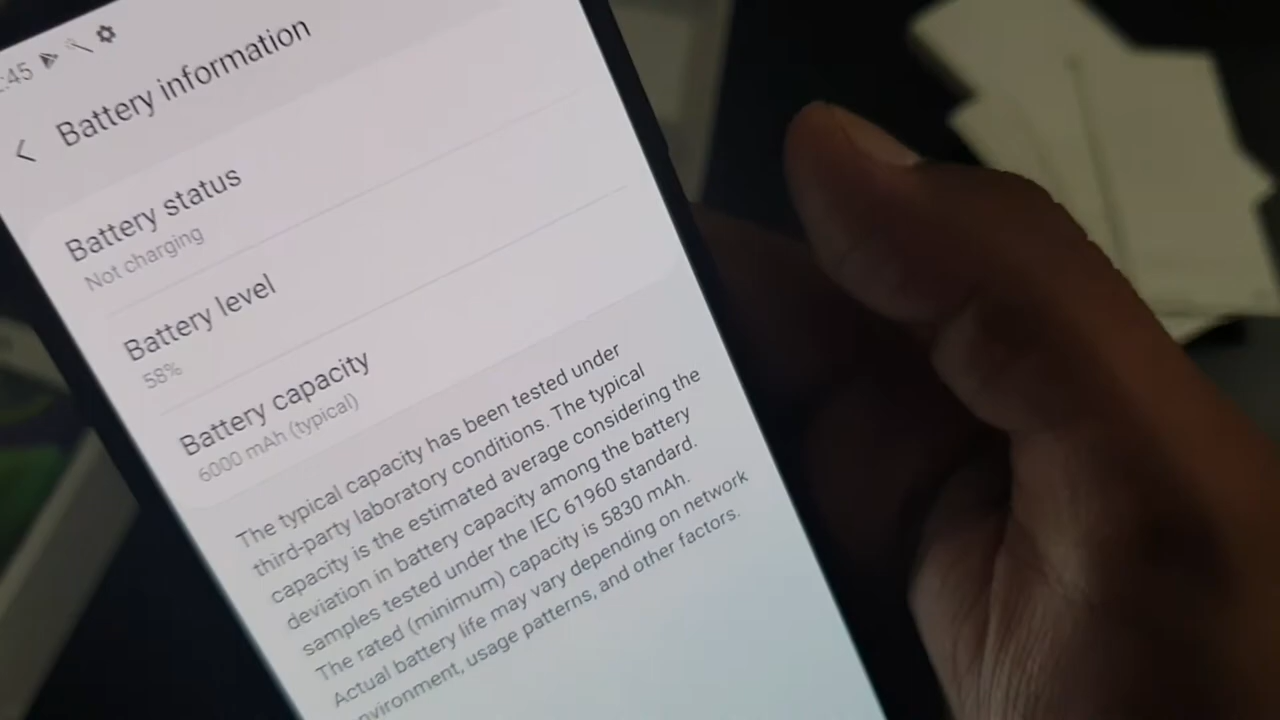 :45
Battery information
Battery status
Not charging
Battery level
58%
Battery capacity
6000 mAh (typical)
The typical capacity has been tested under
third-party laboratory conditions. The typical
capacity is the estimated average considering the
deviation in battery capacity among the battery
samples tested under the IEC 61960 standard.
The rated (minimum) capacity is 5830 mAh.
Actual battery life may vary depending on network
environment, usage patterns, and other factors.